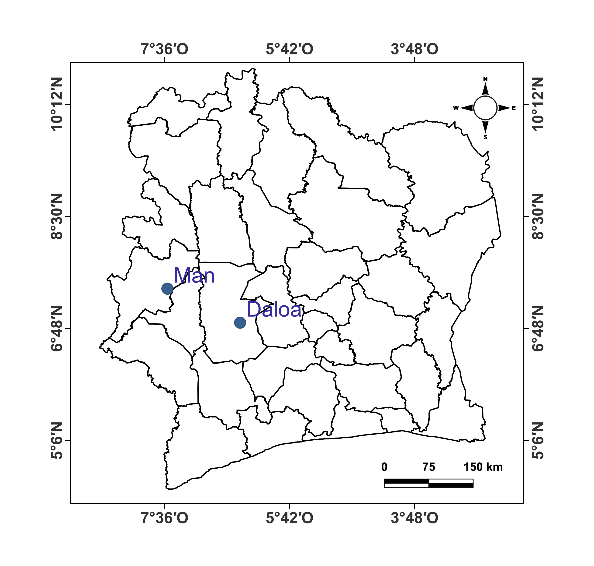 7°36'O 5°42'O 3°48'O
10°12'N 10°12'N
N
W E
S
8°30'N 8°30'N
Man
Daloa
6°48'N 6°48'N
5°6'N 5°6'N
0 75 150 km
7°36'O 5°42'O 3°48'O